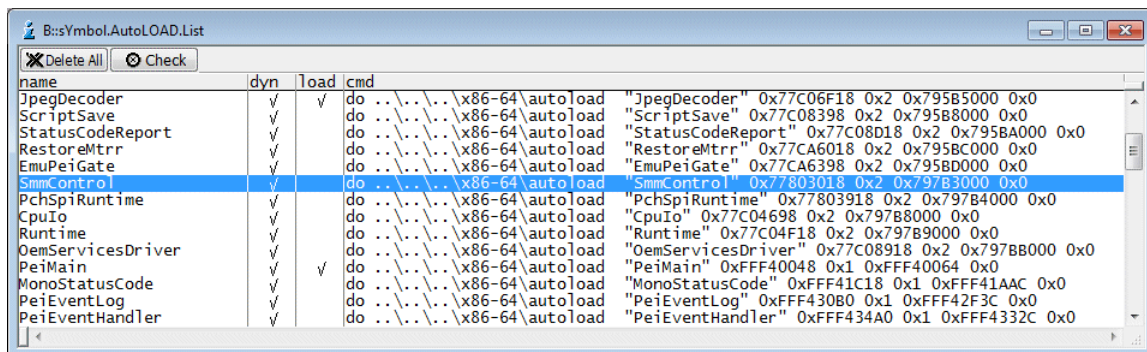 B::sYmbol.AutoLOAD.List
Delete All Check
name dyn load cmd
JpegDecoder √ √ do ..\..\..\x86-64\autoload "JpegDecoder" 0x77C06F18 0x2 0x795B5000 0x0
ScriptSave √ do ..\..\..\x86-64\autoload "ScriptSave" 0x77C08398 0x2 0x795B8000 0x0
StatusCodeReport √ do ..\..\..\x86-64\autoload "StatusCodeReport" 0x77C08D18 0x2 0x795BA000 0x0
RestoreMtrr √ do ..\..\..\x86-64\autoload "RestoreMtrr" 0x77CA6018 0x2 0x795BC000 0x0
EmuPeiGate √ do ..\..\..\x86-64\autoload "EmuPeiGate" 0x77CA6398 0x2 0x795BD000 0x0
SmmControl √ do ..\..\..\x86-64\autoload "SmmControl" 0x77803018 0x2 0x797B3000 0x0
PchSpiRuntime √ do ..\..\..\x86-64\autoload "PchSpiRuntime" 0x77803918 0x2 0x797B4000 0x0
CpuIo √ do ..\..\..\x86-64\autoload "CpuIo" 0x77C04698 0x2 0x797B8000 0x0
Runtime √ do ..\..\..\x86-64\autoload "Runtime" 0x77C04F18 0x2 0x797B9000 0x0
OemServicesDriver √ do ..\..\..\x86-64\autoload "OemServicesDriver" 0x77C08918 0x2 0x797BB000 0x0
PeiMain √ √ do ..\..\..\x86-64\autoload "PeiMain" 0xFFF40048 0x1 0xFFF40064 0x0
MonoStatusCode √ do ..\..\..\x86-64\autoload "MonoStatusCode" 0xFFF41C18 0x1 0xFFF41AAC 0x0
PeiEventLog √ do ..\..\..\x86-64\autoload "PeiEventLog" 0xFFF430B0 0x1 0xFFF42F3C 0x0
PeiEventHandler √ do ..\..\..\x86-64\autoload "PeiEventHandler" 0xFFF434A0 0x1 0xFFF4332C 0x0